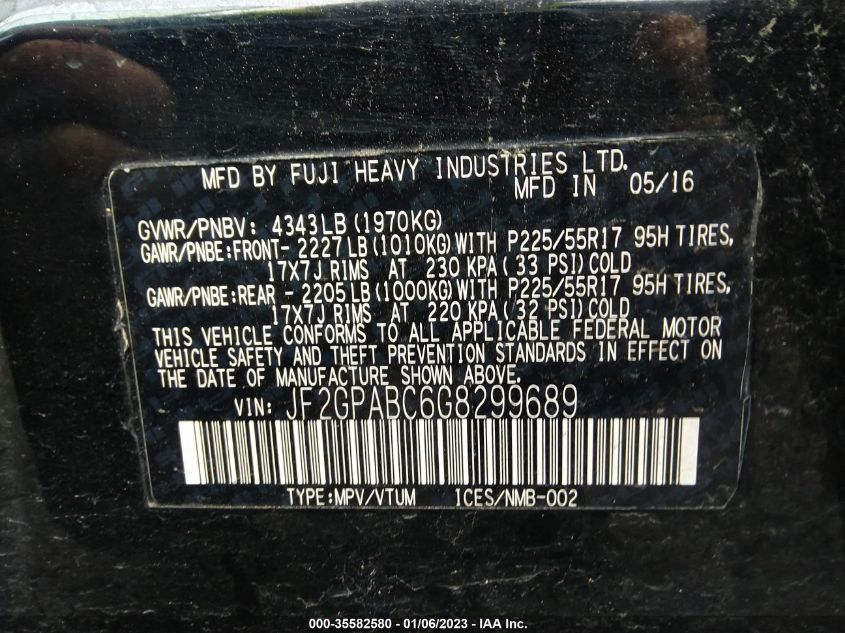 MFD BY FUJI HEAVY INDUSTRIES LTD.
MFD IN 05/16
GVWR/PNBV: 4343LB (1970KG)
GAWR/PNBE:FRONT- 2227LB (1010KG) WITH P225/55R17 95H TIRES,
17X7J RIMS AT 230 KPA( 33 PSI) COLD
GAWR/PNBE:REAR - 2205LB (1000KG) WITH P225/55R17 95H TIRES,
17X7J RIMS AT 220 KPA( 32 PSI) COLD
THIS VEHICLE CONFORMS TO ALL APPLICABLE FEDERAL MOTOR
VEHICLE SAFETY AND THEFT PREVENTION STANDARDS IN EFFECT ON
THE DATE OF MANUFACTURE SHOWN ABOVE.
VIN: JF2GPABC6G8299689
TYPE:MPV/VTUM ICES/NMB-002
000-35582580 - 01/06/2023 - IAA Inc.